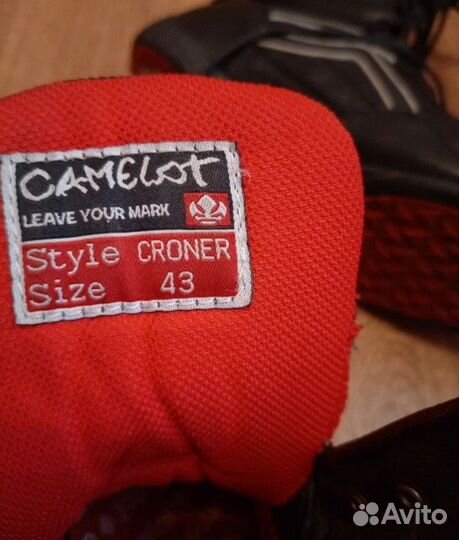 CAMELOT
LEAVE YOUR MARK
Style CRONER
Size 43
Avito